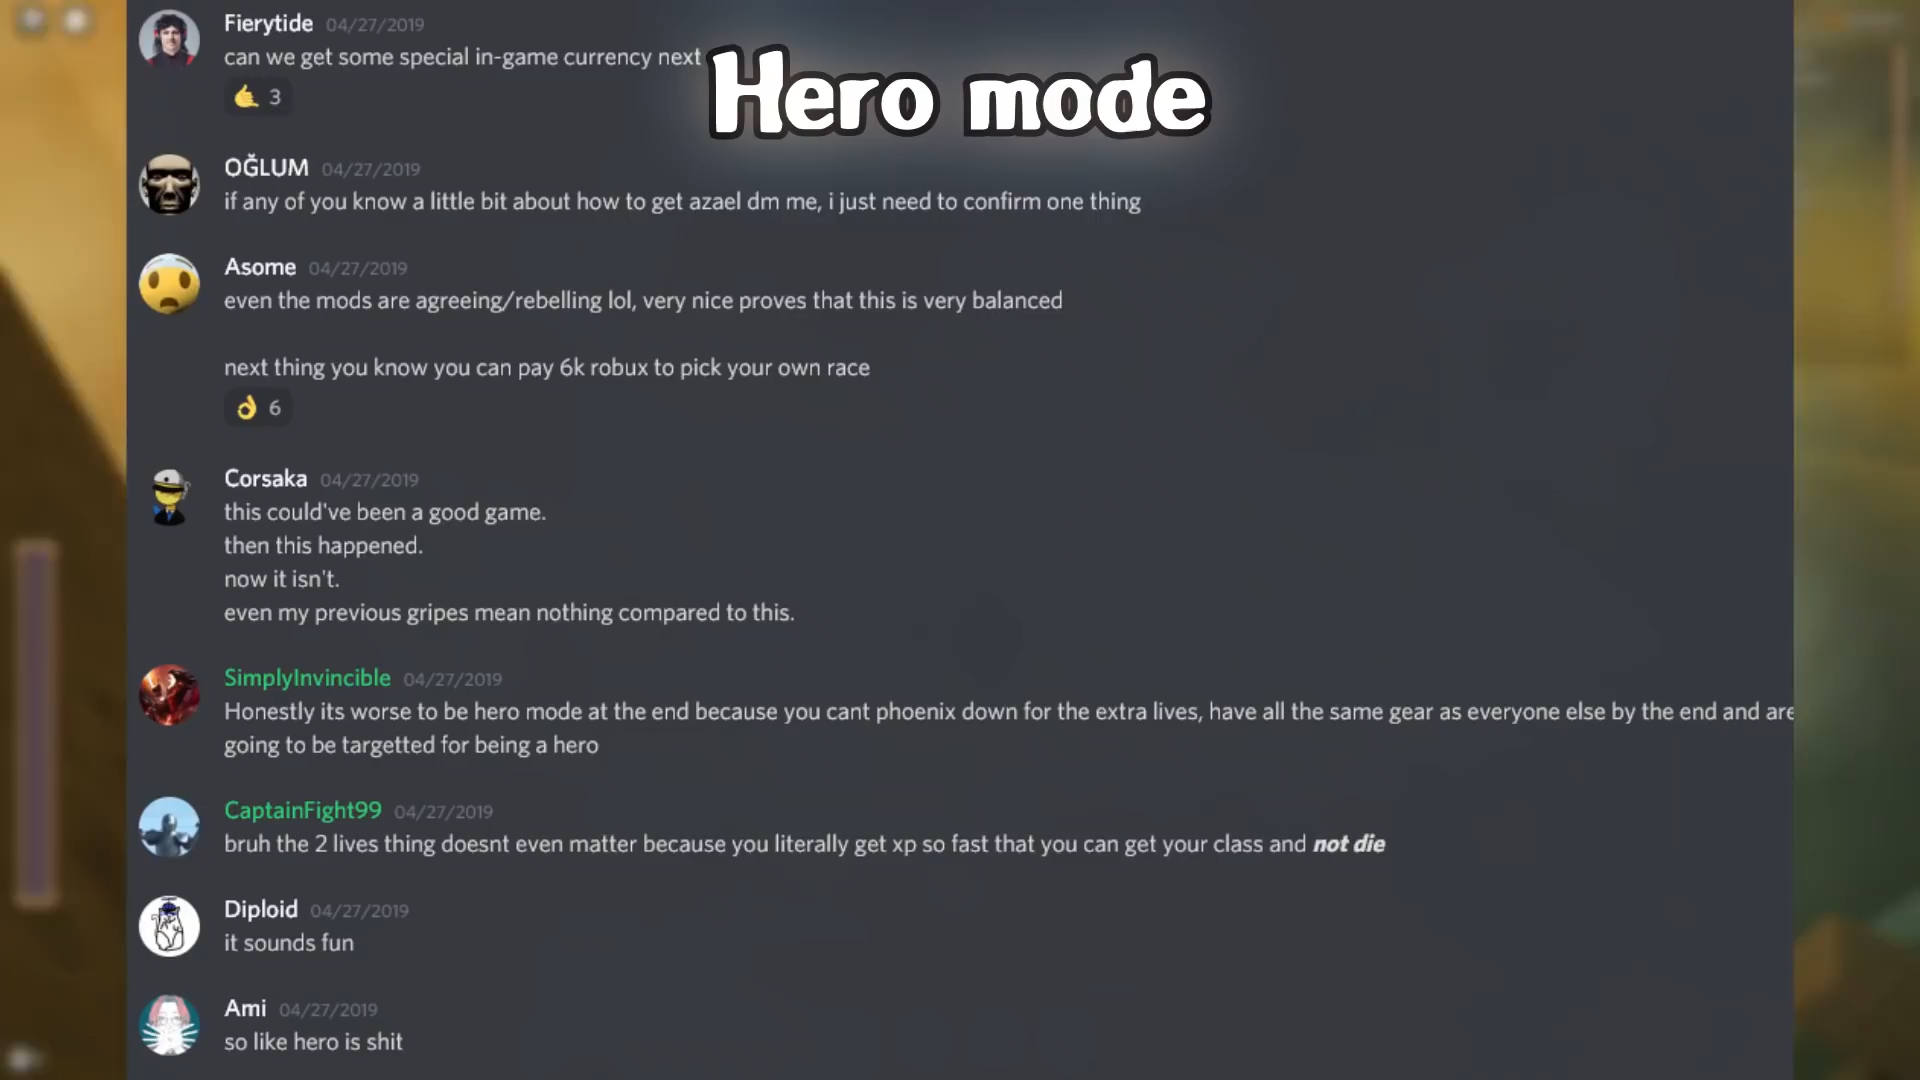 Fierytide 04/27/2019
can we get some special in-game currency next
3
Hero mode
OĞLUM 04/27/2019
if any of you know a little bit about how to get azael dm me, i just need to confirm one thing
Asome 04/27/2019
even the mods are agreeing/rebelling lol, very nice proves that this is very balanced
next thing you know you can pay 6k robux to pick your own race
6
Corsaka 04/27/2019
this could've been a good game.
then this happened.
now it isn't.
even my previous gripes mean nothing compared to this.
SimplyInvincible 04/27/2019
Honestly its worse to be hero mode at the end because you cant phoenix down for the extra lives, have all the same gear as everyone else by the end and are
going to be targetted for being a hero
CaptainFight99 04/27/2019
bruh the 2 lives thing doesnt even matter because you literally get xp so fast that you can get your class and not die
Diploid 04/27/2019
it sounds fun
Ami 04/27/2019
so like hero is shit